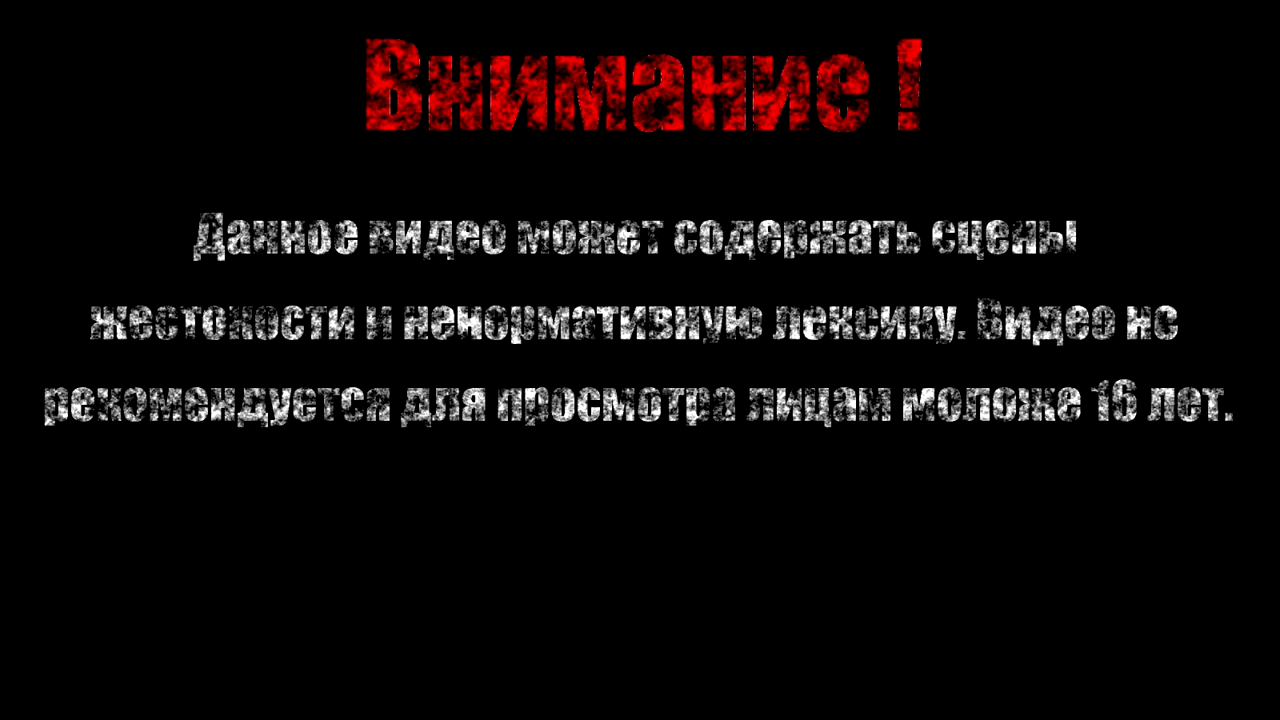 Внимание !
Данное видео может содержать сцены
жестокости и ненормативную лексику. Видео не
рекомендуется для просмотра лицам моложе 16 лет.